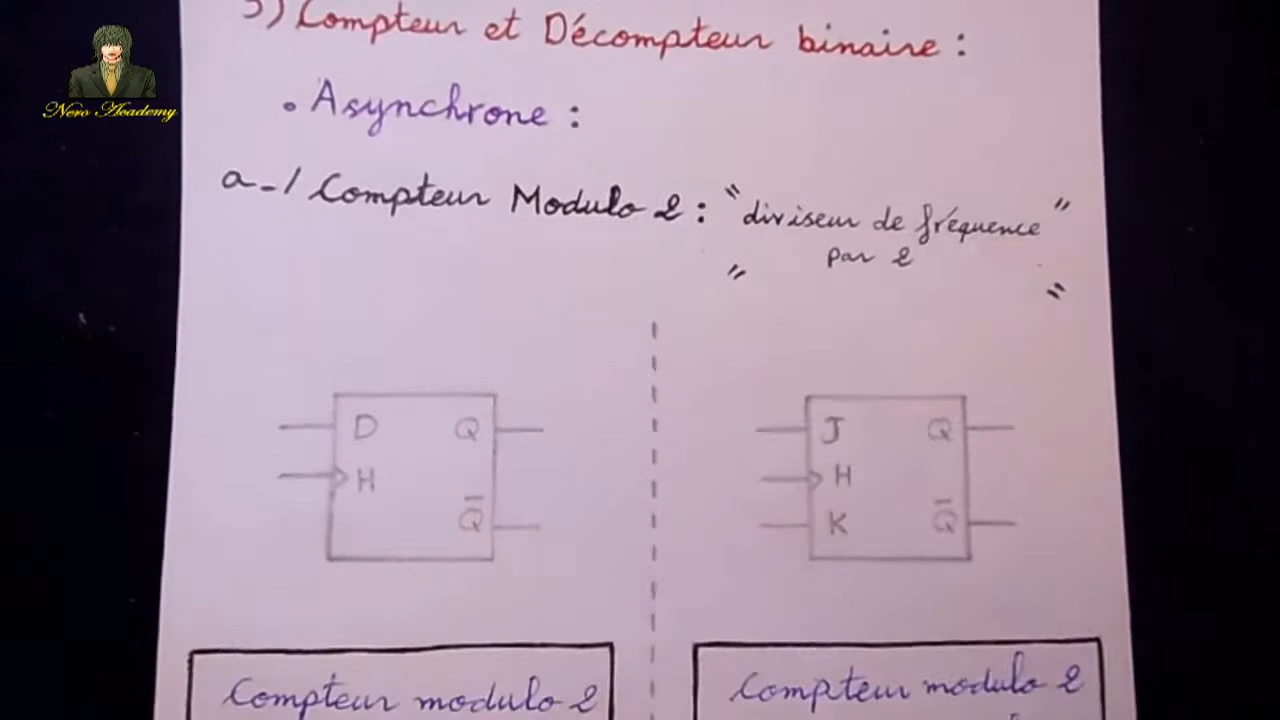 3) Compteur et Décompteur binaire :
Nero Academy
• Asynchrone :
a-/ Compteur Modulo 2 : "diviseur de fréquence"
" par 2 "
D Q
H
Q̅
J Q
H
K Q̅
Compteur modulo 2
Compteur modulo 2